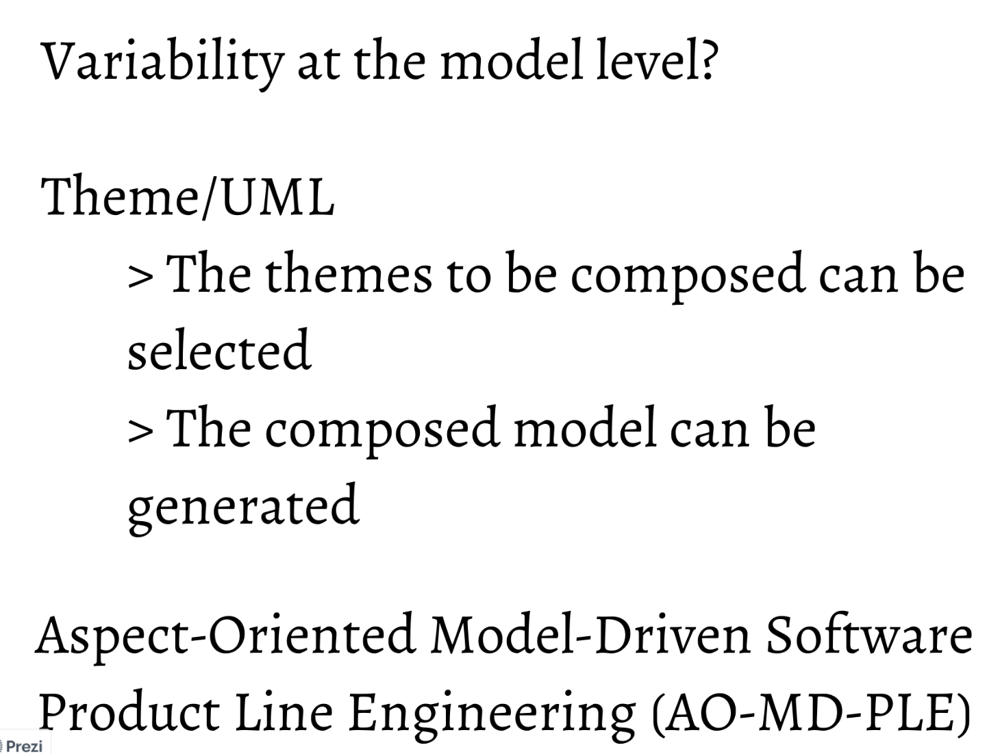 Variability at the model level?
Theme/UML
> The themes to be composed can be
selected
> The composed model can be
generated
Aspect-Oriented Model-Driven Software
Product Line Engineering (AO-MD-PLE)
Prezi